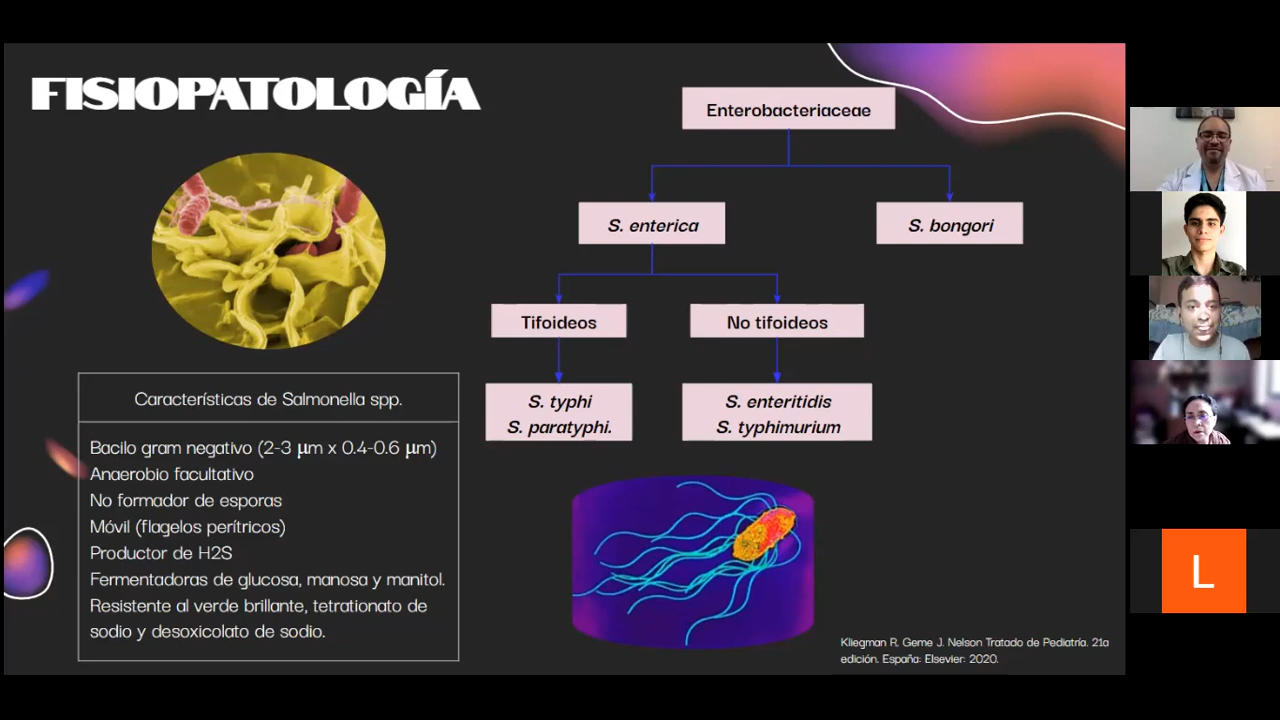 FISIOPATOLOGÍA
Enterobacteriaceae
S. enterica
S. bongori
Tifoideos
No tifoideos
S. typhi
S. paratyphi.
S. enteritidis
S. typhimurium
Características de Salmonella spp.
Bacilo gram negativo (2-3 µm x 0.4-0.6 µm)
Anaerobio facultativo
No formador de esporas
Móvil (flagelos perítricos)
Productor de H2S
Fermentadoras de glucosa, manosa y manitol.
Resistente al verde brillante, tetrationato de
sodio y desoxicolato de sodio.
Kliegman R, Geme J. Nelson Tratado de Pediatría. 21a
edición. España: Elsevier: 2020.
L